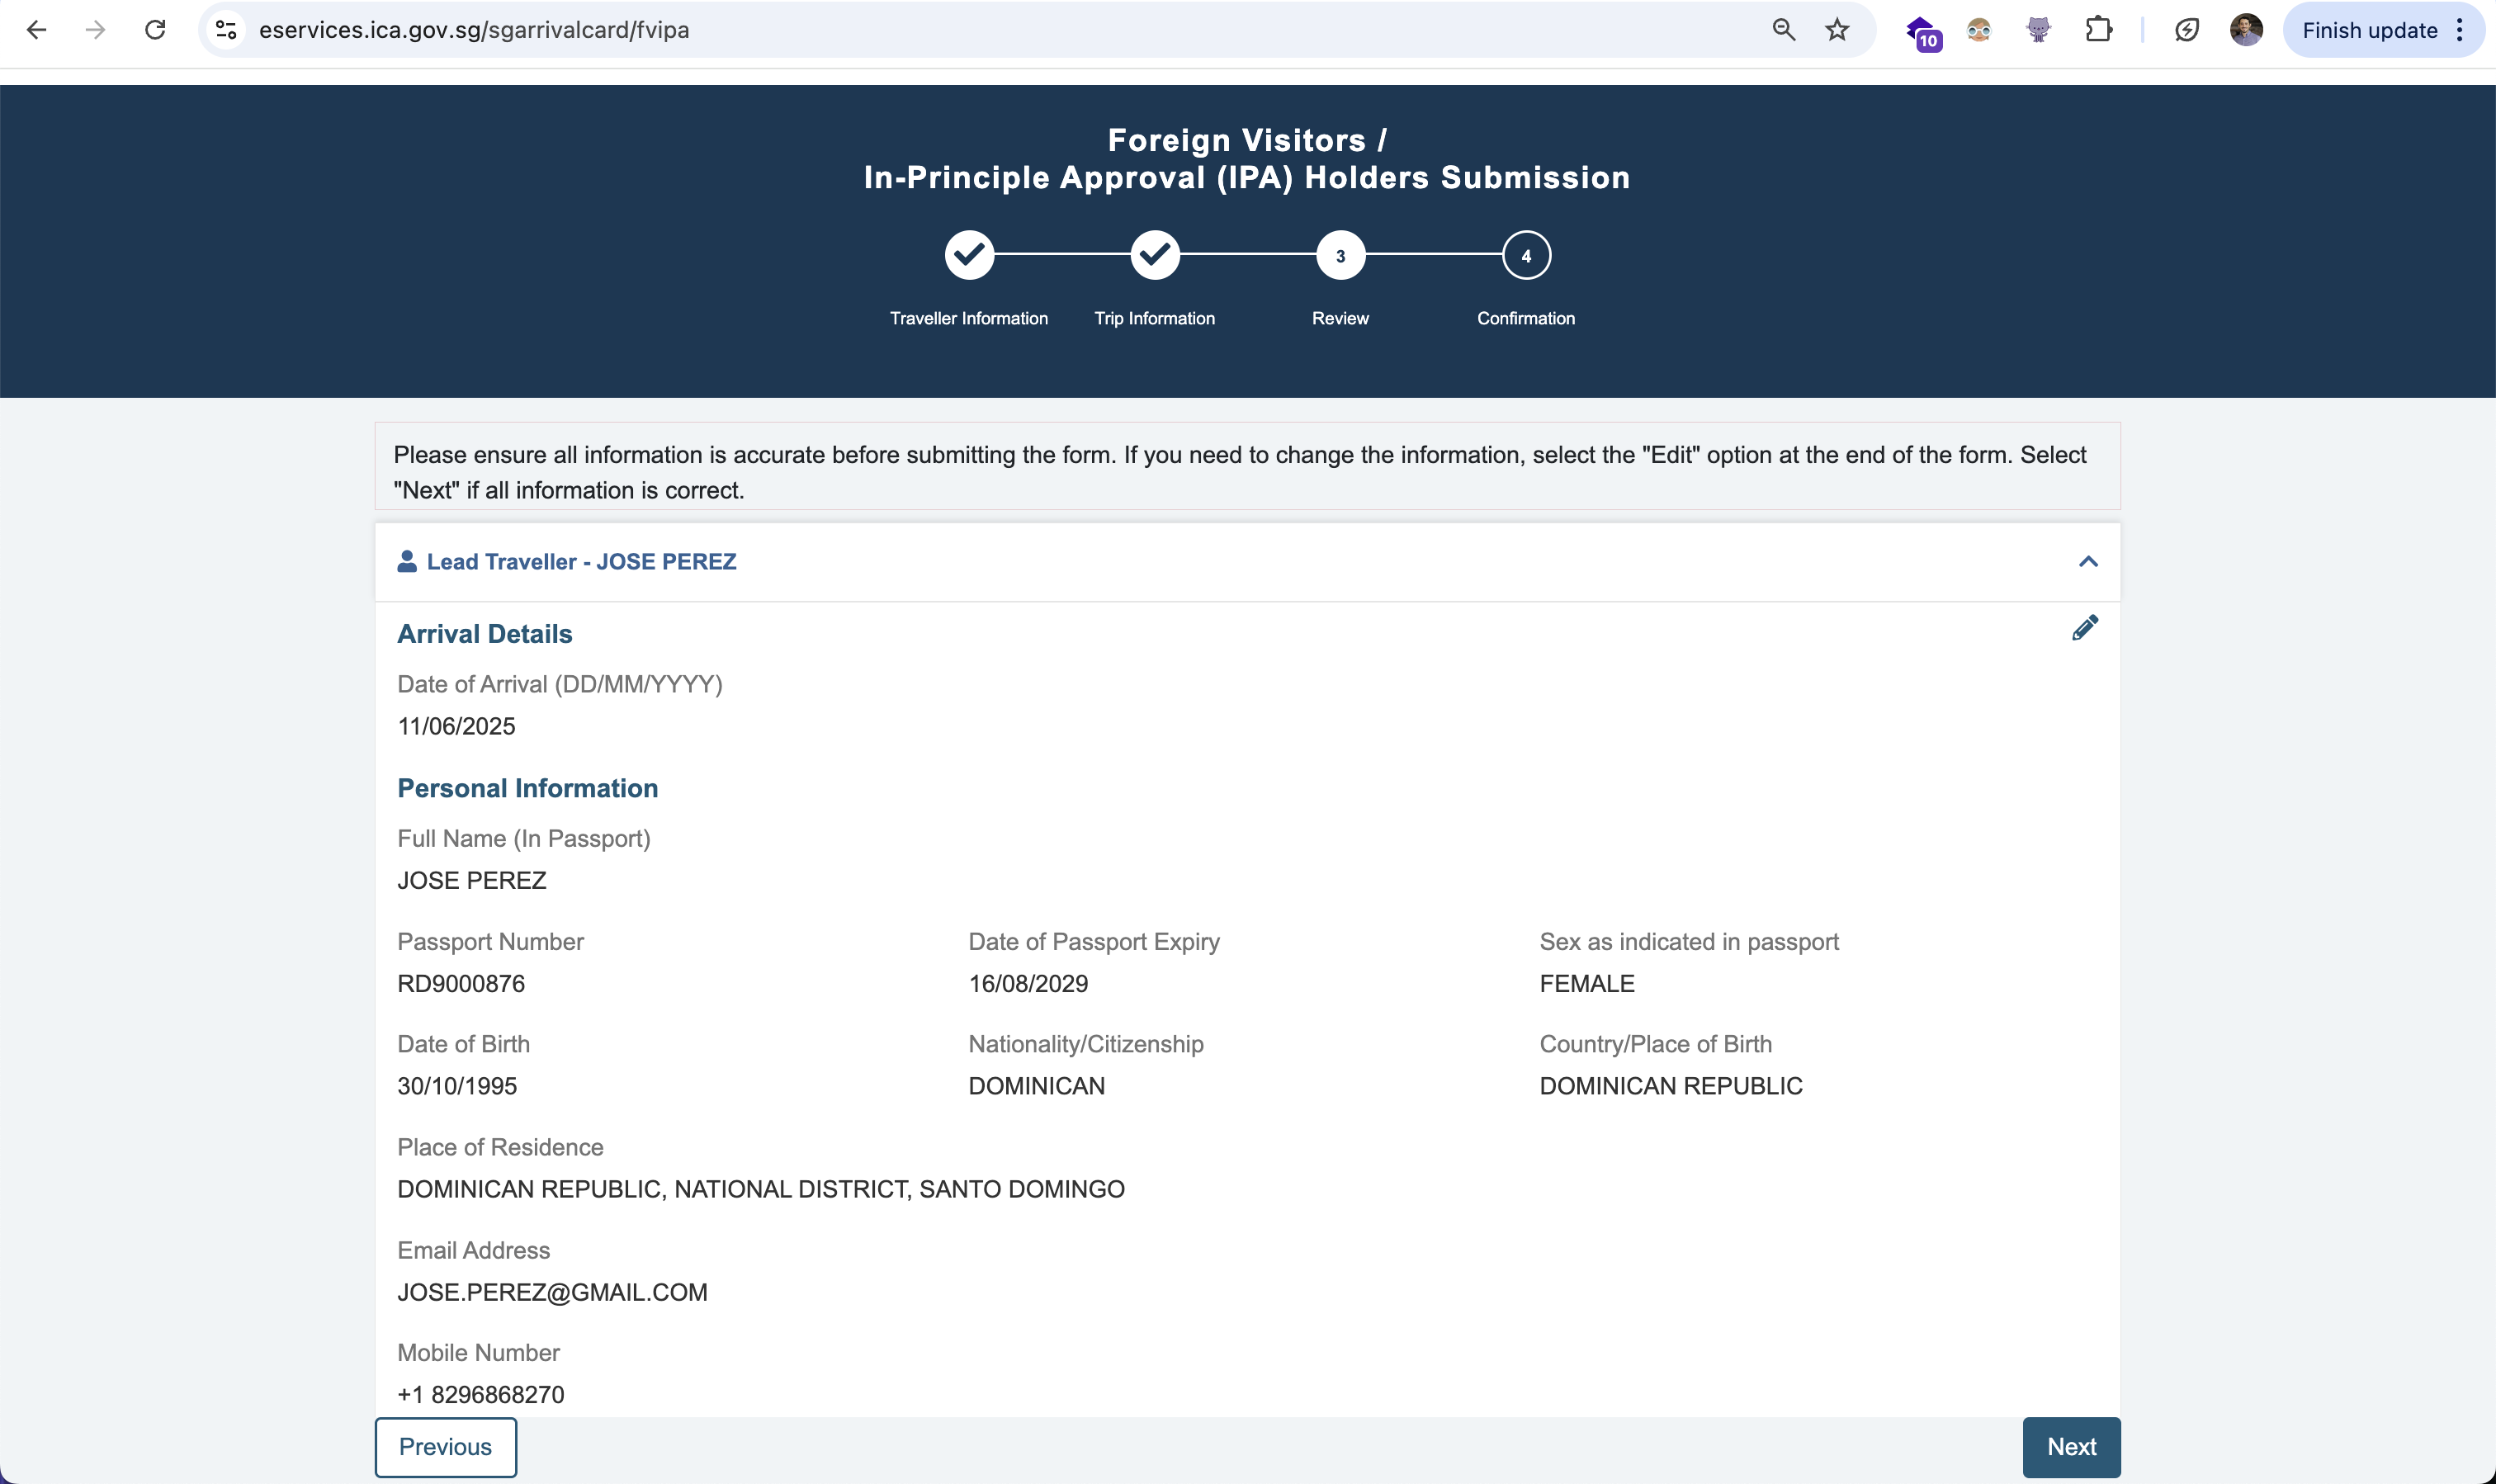 eservices.ica.gov.sg/sgarrivalcard/fvipa
10
Finish update
Foreign Visitors /
In-Principle Approval (IPA) Holders Submission
3
4
Traveller Information
Trip Information
Review
Confirmation
Please ensure all information is accurate before submitting the form. If you need to change the information, select the "Edit" option at the end of the form. Select
"Next" if all information is correct.
Lead Traveller - JOSE PEREZ
Arrival Details
Date of Arrival (DD/MM/YYYY)
11/06/2025
Personal Information
Full Name (In Passport)
JOSE PEREZ
Passport Number
Date of Passport Expiry
Sex as indicated in passport
RD9000876
16/08/2029
FEMALE
Date of Birth
Nationality/Citizenship
Country/Place of Birth
30/10/1995
DOMINICAN
DOMINICAN REPUBLIC
Place of Residence
DOMINICAN REPUBLIC, NATIONAL DISTRICT, SANTO DOMINGO
Email Address
JOSE.PEREZ@GMAIL.COM
Mobile Number
+1 8296868270
Previous
Next